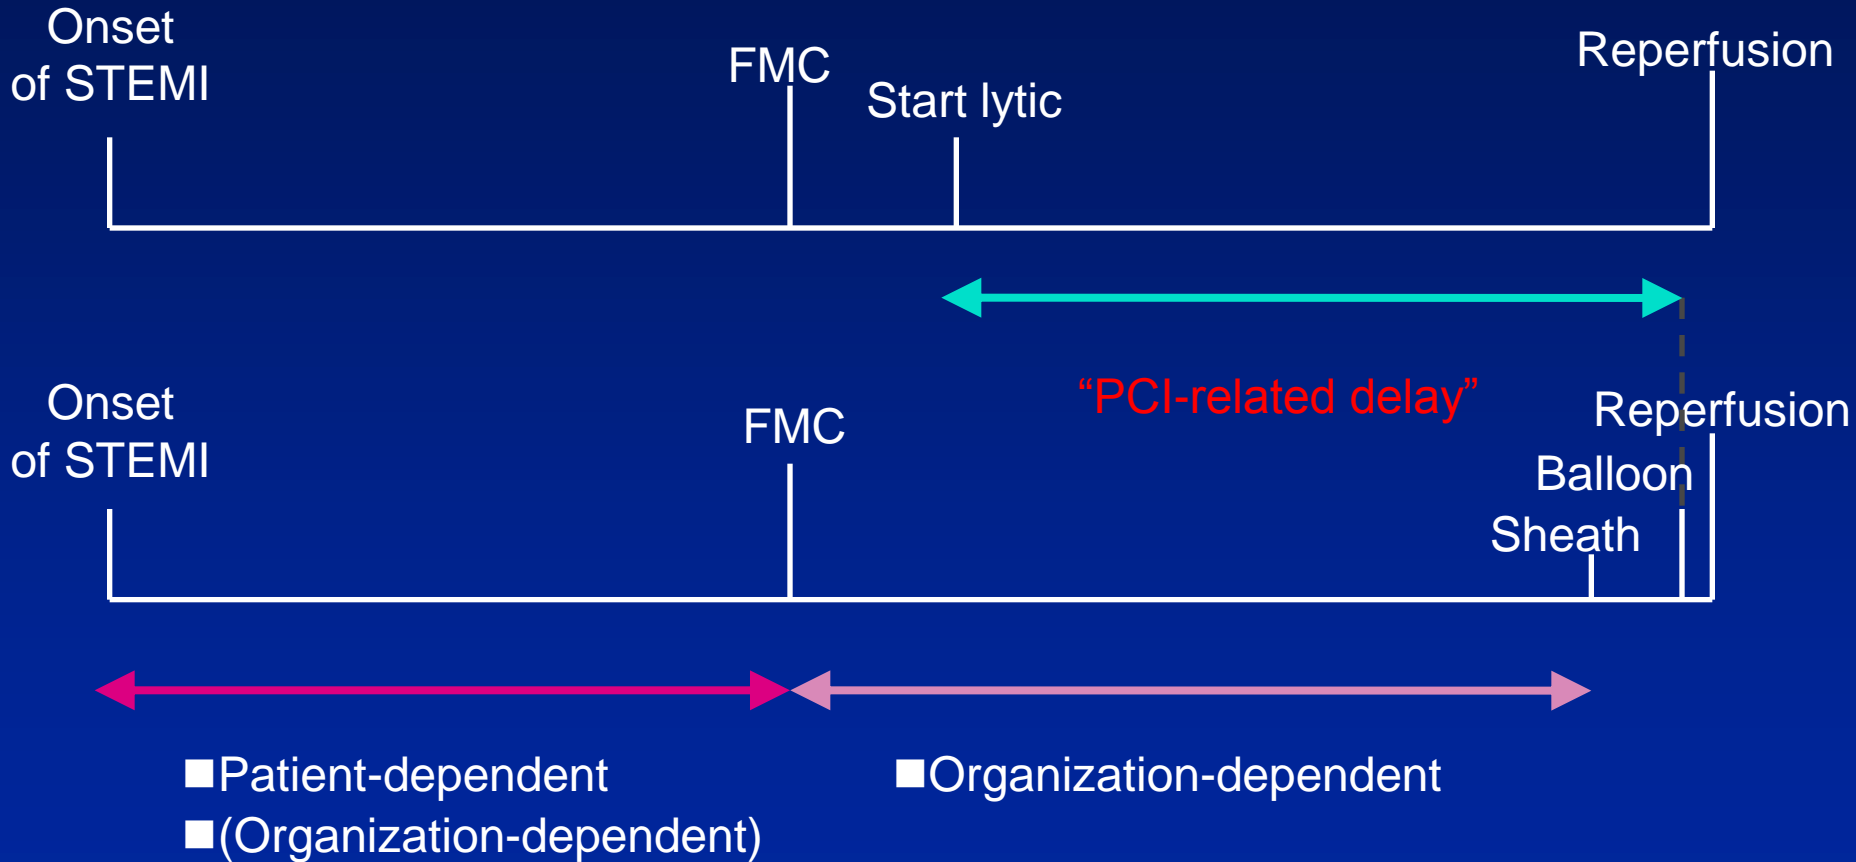 Onset
of STEMI
FMC
Start lytic
Reperfusion
“PCI-related delay”
Onset
of STEMI
FMC
Reperfusion
Balloon
Sheath
■Patient-dependent
■(Organization-dependent)
■Organization-dependent